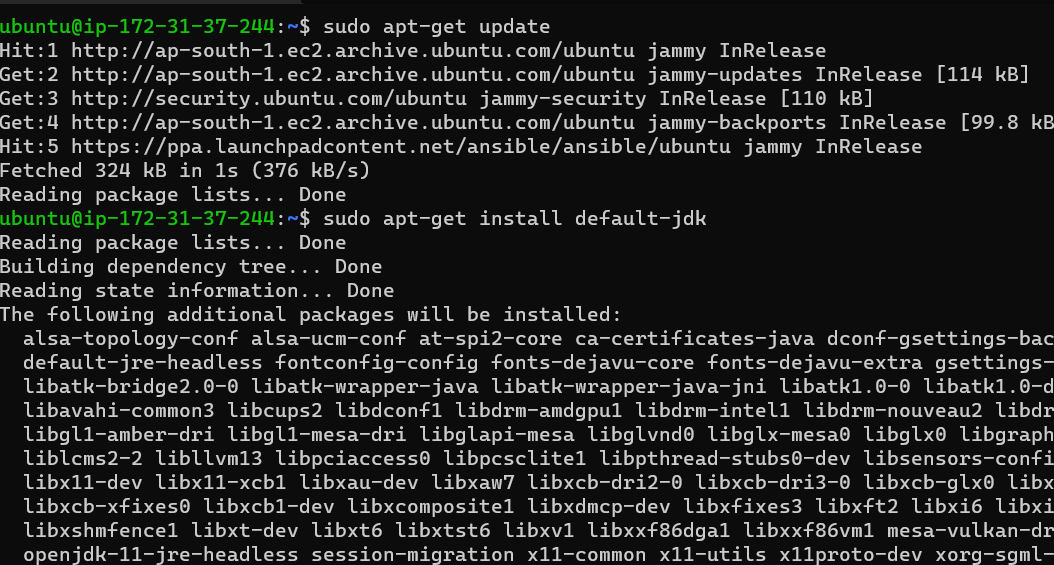 ubuntu@ip-172-31-37-244:~$ sudo apt-get update
Hit:1 http://ap-south-1.ec2.archive.ubuntu.com/ubuntu jammy InRelease
Get:2 http://ap-south-1.ec2.archive.ubuntu.com/ubuntu jammy-updates InRelease [114 kB]
Get:3 http://security.ubuntu.com/ubuntu jammy-security InRelease [110 kB]
Get:4 http://ap-south-1.ec2.archive.ubuntu.com/ubuntu jammy-backports InRelease [99.8 kB
Hit:5 https://ppa.launchpadcontent.net/ansible/ansible/ubuntu jammy InRelease
Fetched 324 kB in 1s (376 kB/s)
Reading package lists... Done
ubuntu@ip-172-31-37-244:~$ sudo apt-get install default-jdk
Reading package lists... Done
Building dependency tree... Done
Reading state information... Done
The following additional packages will be installed:
alsa-topology-conf alsa-ucm-conf at-spi2-core ca-certificates-java dconf-gsettings-bac
default-jre-headless fontconfig-config fonts-dejavu-core fonts-dejavu-extra gsettings-
libatk-bridge2.0-0 libatk-wrapper-java libatk-wrapper-java-jni libatk1.0-0 libatk1.0-d
libavahi-common3 libcups2 libdconf1 libdrm-amdgpu1 libdrm-intel1 libdrm-nouveau2 libdr
libgl1-amber-dri libgl1-mesa-dri libglapi-mesa libglvnd0 libglx-mesa0 libglx0 libgraph
liblcms2-2 libllvm13 libpciaccess0 libpcsclite1 libpthread-stubs0-dev libsensors-confi
libx11-dev libx11-xcb1 libxau-dev libxaw7 libxcb-dri2-0 libxcb-dri3-0 libxcb-glx0 libx
libxcb-xfixes0 libxcb1-dev libxcomposite1 libxdmcp-dev libxfixes3 libxft2 libxi6 libxi
libxshmfence1 libxt-dev libxt6 libxtst6 libxv1 libxxf86dga1 libxxf86vm1 mesa-vulkan-dr
openjdk-11-jre-headless session-migration x11-common x11-utils x11proto-dev xorg-sgml-